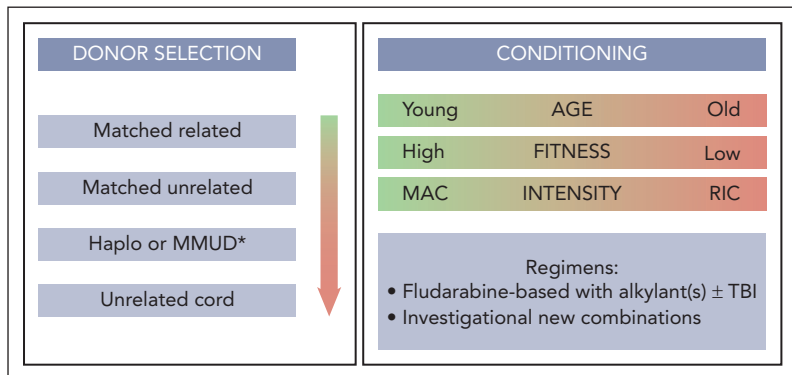 DONOR SELECTION
Matched related
Matched unrelated
Haplo or MMUD*
Unrelated cord
CONDITIONING
Young AGE Old
High FITNESS Low
MAC INTENSITY RIC
Regimens:
• Fludarabine-based with alkylant(s) ± TBI
• Investigational new combinations